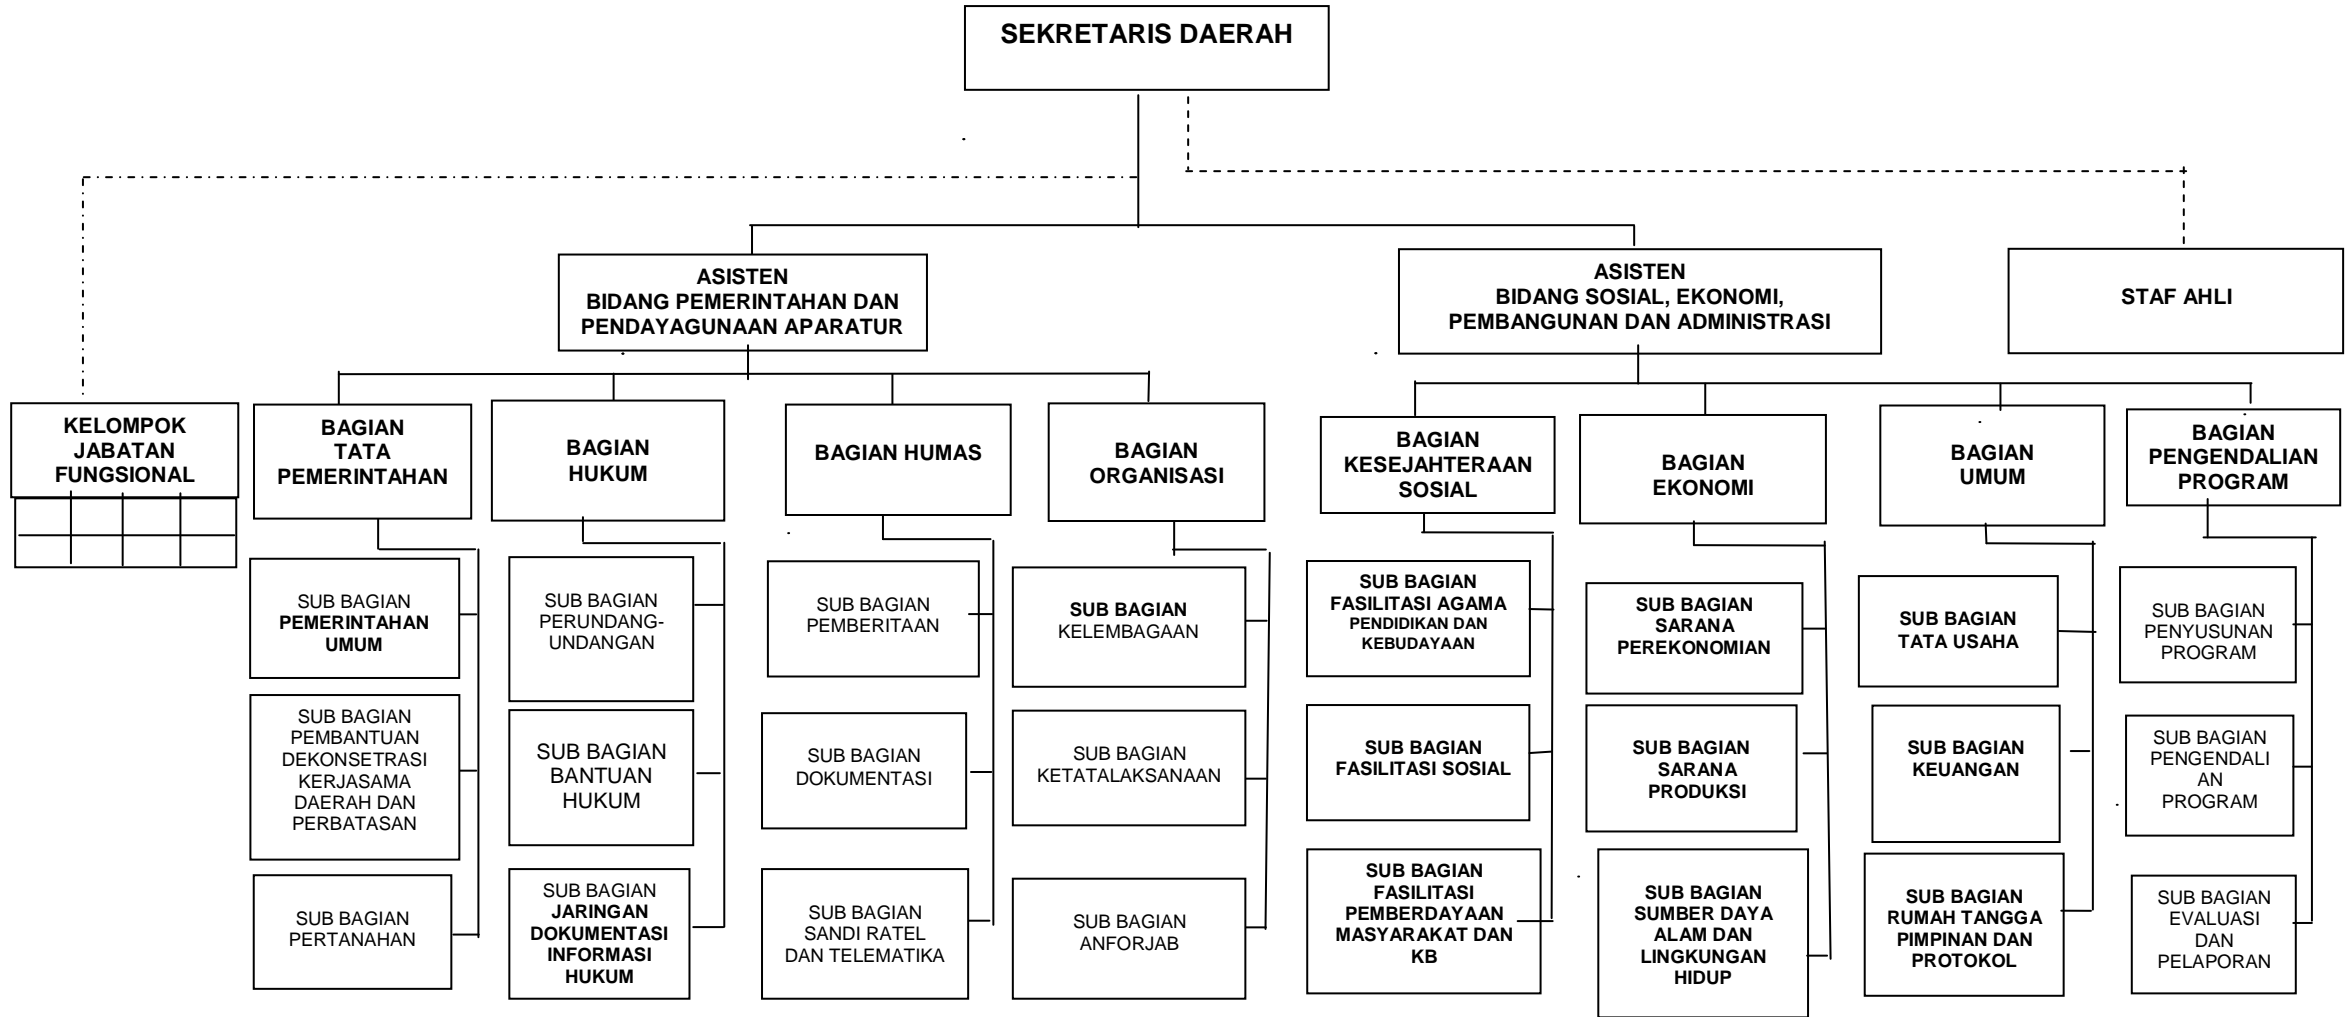 SEKRETARIS DAERAH
ASISTEN
BIDANG PEMERINTAHAN DAN
PENDAYAGUNAAN APARATUR
ASISTEN
BIDANG SOSIAL, EKONOMI,
PEMBANGUNAN DAN ADMINISTRASI
STAF AHLI
KELOMPOK
JABATAN
FUNGSIONAL
BAGIAN
TATA
PEMERINTAHAN
BAGIAN
HUKUM
BAGIAN HUMAS
BAGIAN
ORGANISASI
BAGIAN
KESEJAHTERAAN
SOSIAL
BAGIAN
EKONOMI
BAGIAN
UMUM
BAGIAN
PENGENDALIAN
PROGRAM
SUB BAGIAN
PEMERINTAHAN
UMUM
SUB BAGIAN
PERUNDANG-
UNDANGAN
SUB BAGIAN
PEMBERITAAN
SUB BAGIAN
KELEMBAGAAN
SUB BAGIAN
FASILITASI AGAMA
PENDIDIKAN DAN
KEBUDAYAAN
SUB BAGIAN
SARANA
PEREKONOMIAN
SUB BAGIAN
TATA USAHA
SUB BAGIAN
PENYUSUNAN
PROGRAM
SUB BAGIAN
PEMBANTUAN
DEKONSETRASI
KERJASAMA
DAERAH DAN
PERBATASAN
SUB BAGIAN
BANTUAN
HUKUM
SUB BAGIAN
DOKUMENTASI
SUB BAGIAN
KETATALAKSANAAN
SUB BAGIAN
FASILITASI SOSIAL
SUB BAGIAN
SARANA
PRODUKSI
SUB BAGIAN
KEUANGAN
SUB BAGIAN
PENGENDALI
AN
PROGRAM
SUB BAGIAN
PERTANAHAN
SUB BAGIAN
JARINGAN
DOKUMENTASI
INFORMASI
HUKUM
SUB BAGIAN
SANDI RATEL
DAN TELEMATIKA
SUB BAGIAN
ANFORJAB
SUB BAGIAN
FASILITASI
PEMBERDAYAAN
MASYARAKAT DAN
KB
SUB BAGIAN
SUMBER DAYA
ALAM DAN
LINGKUNGAN
HIDUP
SUB BAGIAN
RUMAH TANGGA
PIMPINAN DAN
PROTOKOL
SUB BAGIAN
EVALUASI
DAN
PELAPORAN